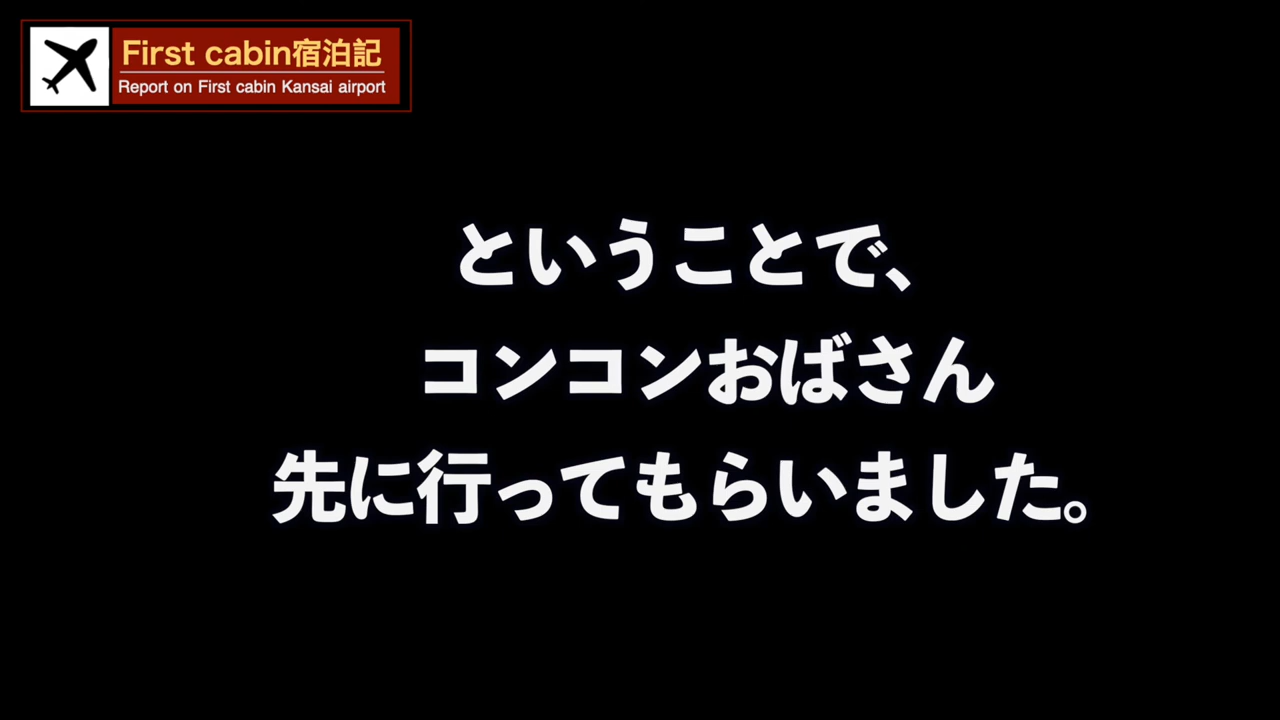 First cabin宿泊記
Report on First cabin Kansai airport
ということで、
コンコンおばさん
先に行ってもらいました。